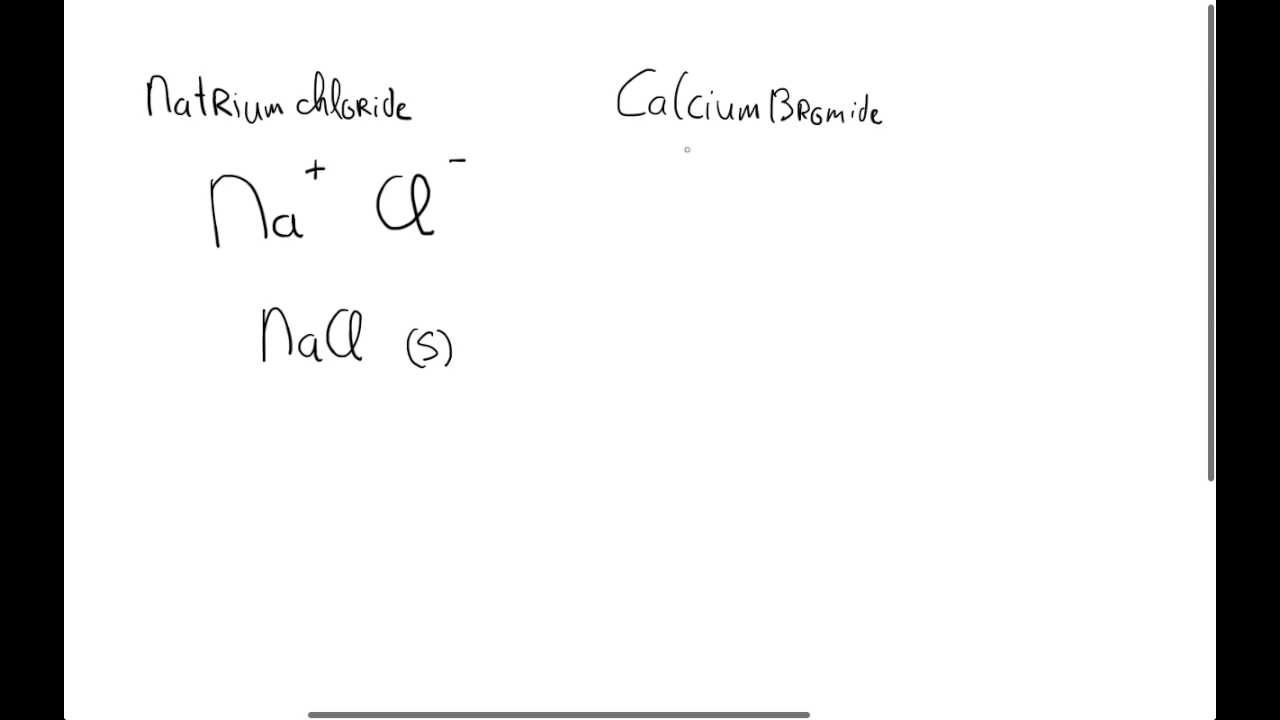 Natrium chloride
Na⁺ Cl⁻
NaCl (s)
Calcium Bromide